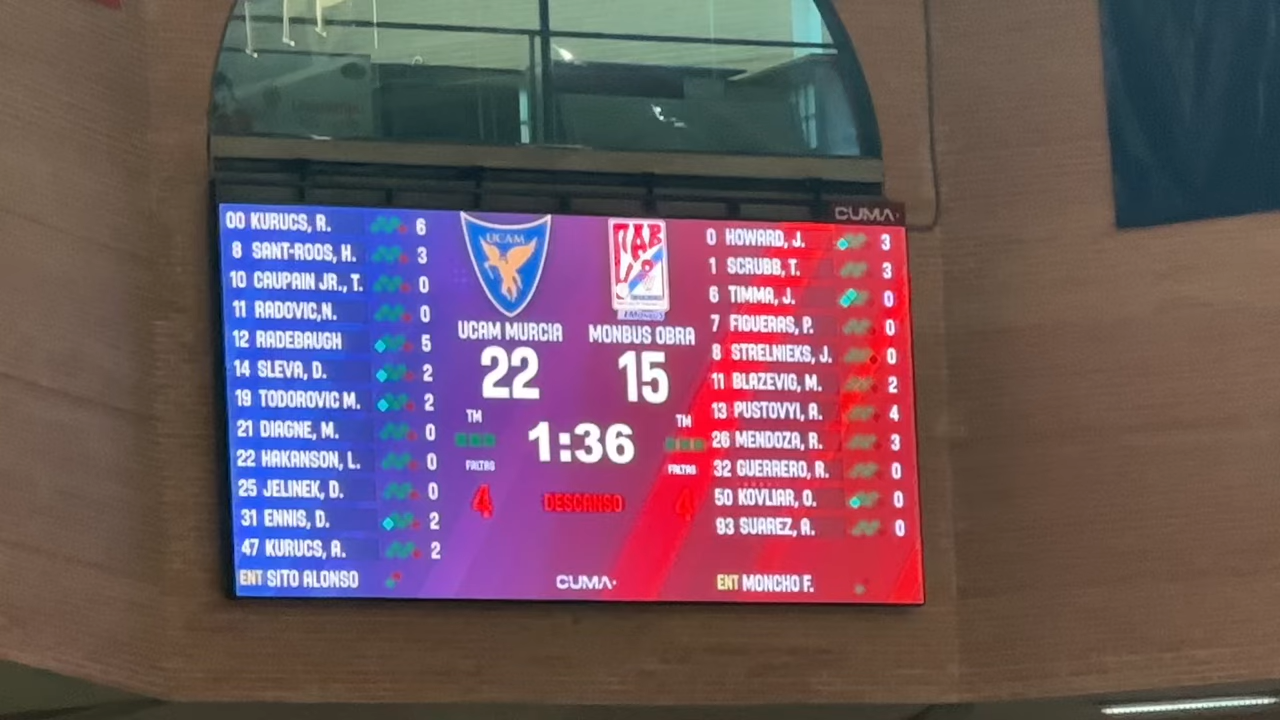 CUMA
00 KURUCS, R. 6
8 SANT-ROOS, H. 3
10 CAUPAIN JR., T. 0
11 RADOVIC,N. 0
12 RADEBAUGH 5
14 SLEVA, D. 2
19 TODOROVIC M. 2
21 DIAGNE, M. 0
22 HAKANSON, L. 0
25 JELINEK, D. 0
31 ENNIS, D. 2
47 KURUCS, A. 2
ENT SITO ALONSO
UCAM
UCAM MURCIA
22
TM
FALTAS
4
1:36
DESCANSO
CUMA
MONBUS OBRA
15
TM
FALTAS
4
0 HOWARD, J. 3
1 SCRUBB, T. 3
6 TIMMA, J. 0
7 FIGUERAS, P. 0
8 STRELNIEKS, J. 0
11 BLAZEVIG, M. 2
13 PUSTOVYI, A. 4
26 MENDOZA, R. 3
32 GUERRERO, R. 0
50 KOVLIAR, O. 0
93 SUAREZ, A. 0
ENT MONCHO F.